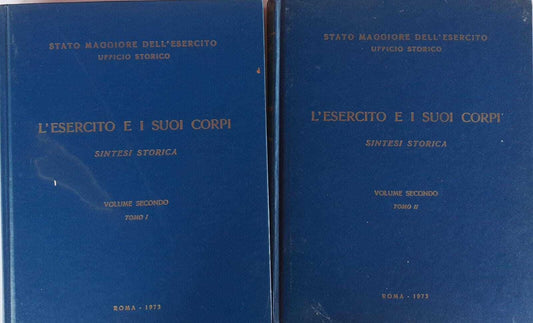 STATO MAGGIORE DELL'ESERCITO
UFFICIO STORICO
L'ESERCITO E I SUOI CORPI
SINTESI STORICA
VOLUME SECONDO
TOMO I
ROMA - 1973
STATO MAGGIORE DELL'ESERCITO
UFFICIO STORICO
L'ESERCITO E I SUOI CORPI
SINTESI STORICA
VOLUME SECONDO
TOMO II
ROMA - 1973